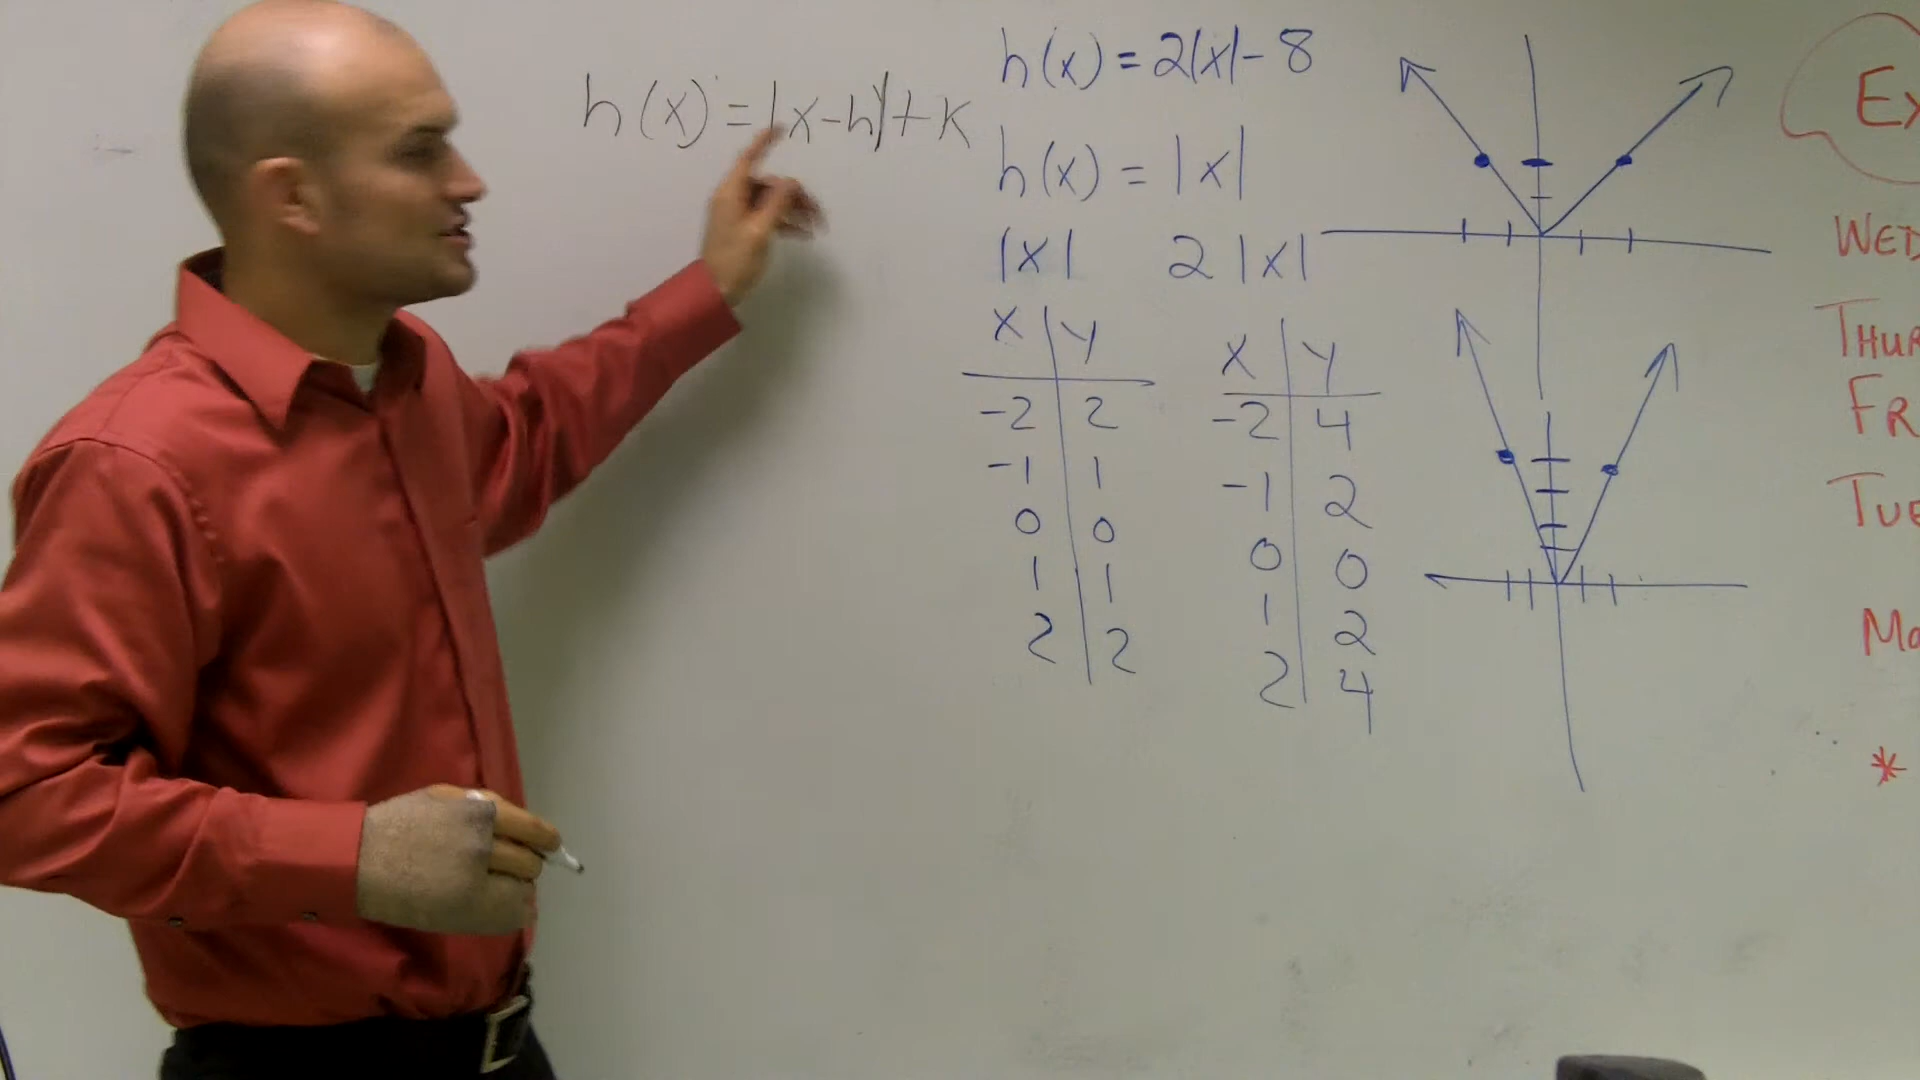 h(x) = |x-h|+k
h(x) = 2|x|- 8
h(x) = |x|
|x|
x y
-2 2
-1 1
0 0
1 1
2 2
2|x|
x y
-2 4
-1 2
0 0
1 2
2 4
Ex
WED
THUR
FR
TUE
Mo
*